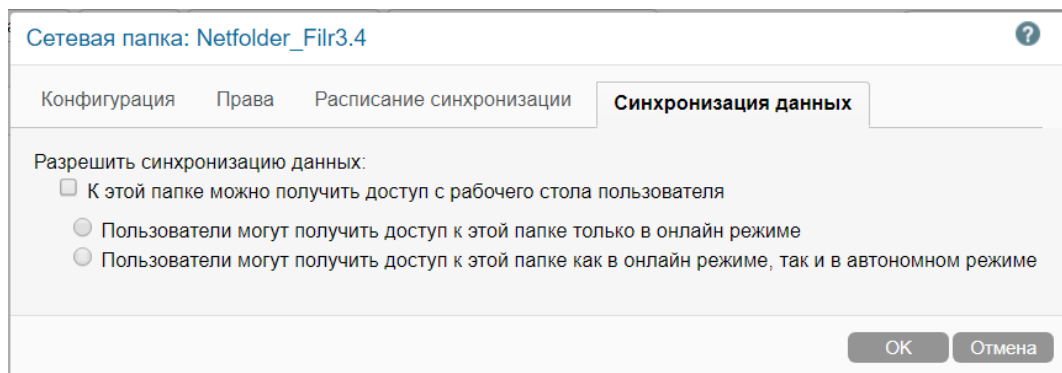 Сетевая папка: Netfolder_Filr3.4
?
Конфигурация Права Расписание синхронизации Синхронизация данных
Разрешить синхронизацию данных:
К этой папке можно получить доступ с рабочего стола пользователя
Пользователи могут получить доступ к этой папке только в онлайн режиме
Пользователи могут получить доступ к этой папке как в онлайн режиме, так и в автономном режиме
OK Отмена